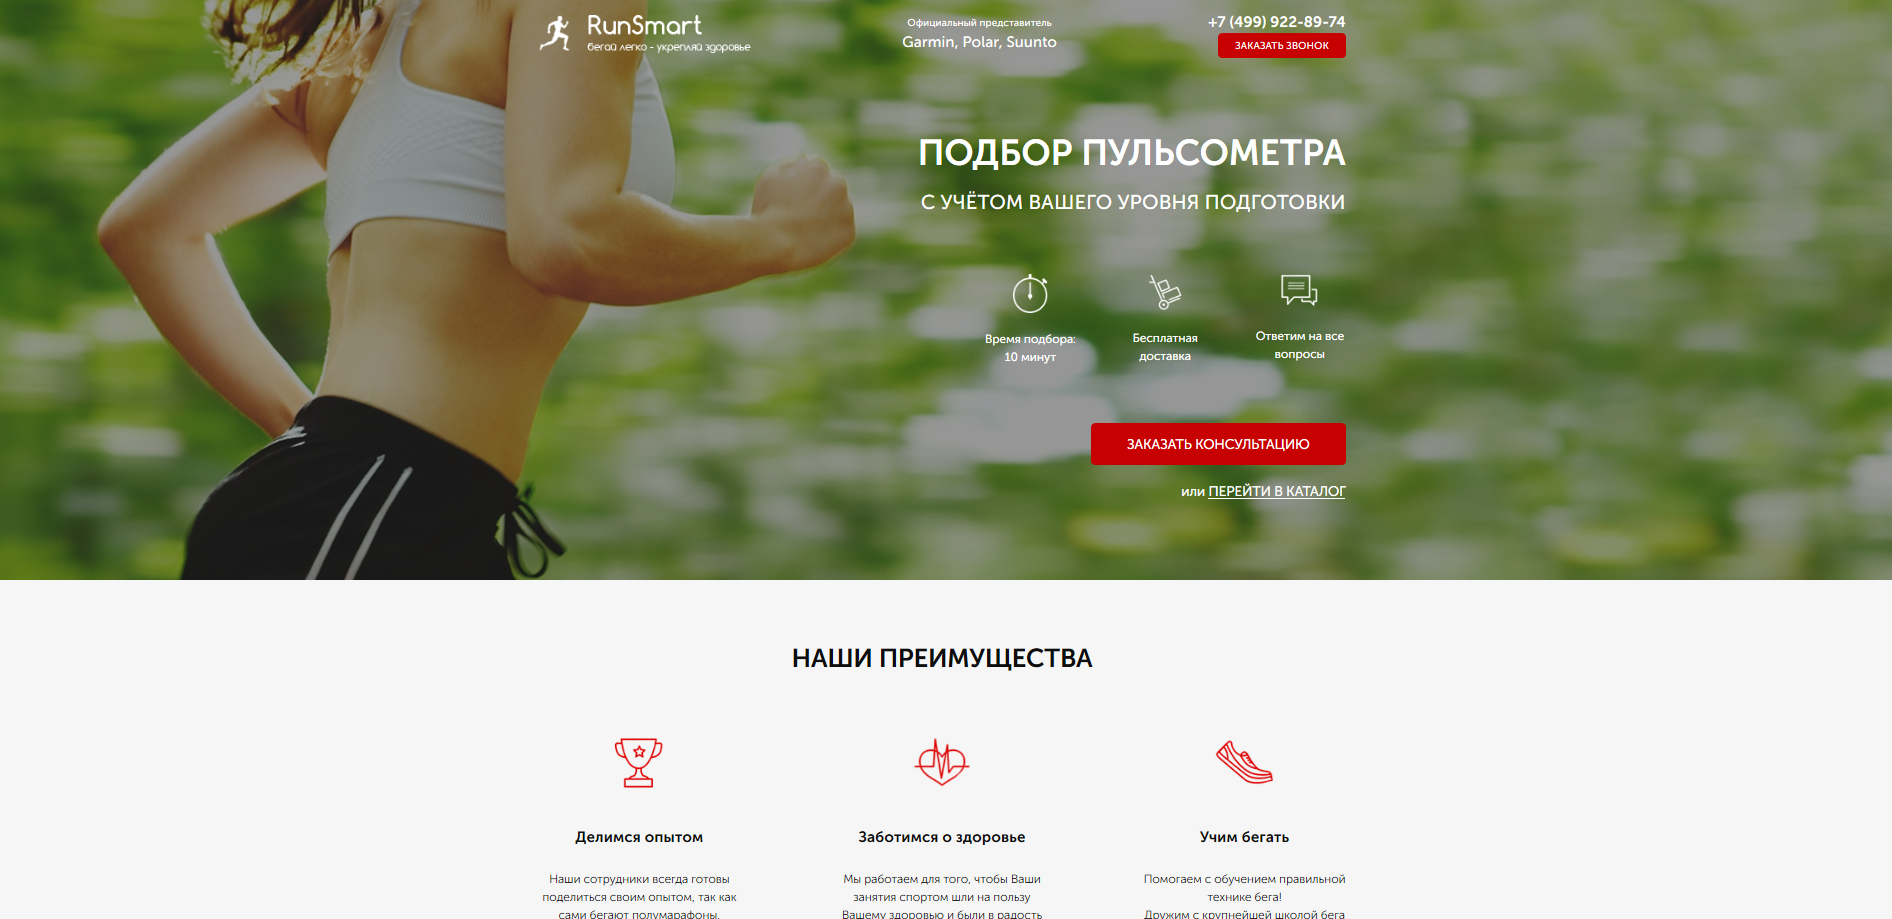 RunSmart
бегай легко - укрепляй здоровье
Официальный представитель
Garmin, Polar, Suunto
+7 (499) 922-89-74
ЗАКАЗАТЬ ЗВОНОК
ПОДБОР ПУЛЬСОМЕТРА
С УЧЁТОМ ВАШЕГО УРОВНЯ ПОДГОТОВКИ
Время подбора:
10 минут
Бесплатная
доставка
Ответим на все
вопросы
ЗАКАЗАТЬ КОНСУЛЬТАЦИЮ
или ПЕРЕЙТИ В КАТАЛОГ
НАШИ ПРЕИМУЩЕСТВА
Делимся опытом
Наши сотрудники всегда готовы
поделиться своим опытом, так как
сами бегают полумарафоны,
Заботимся о здоровье
Мы работаем для того, чтобы Ваши
занятия спортом шли на пользу
Вашему здоровью и были в радость
Учим бегать
Помогаем с обучением правильной
технике бега!
Дружим с крупнейшей школой бега